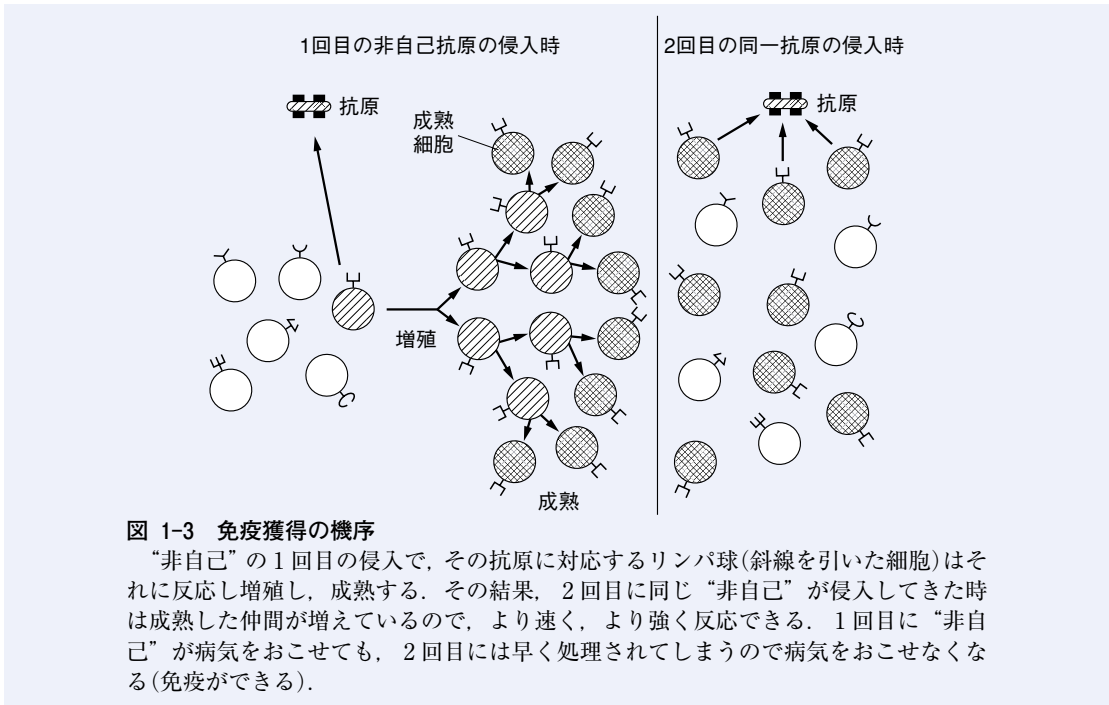 1回目の非自己抗原の侵入時
2回目の同一抗原の侵入時
抗原
抗原
成熟
細胞
増殖
成熟
図 1-3 免疫獲得の機序
“非自己”の1回目の侵入で，その抗原に対応するリンパ球(斜線を引いた細胞)はそ
れに反応し増殖し，成熟する．その結果，2回目に同じ“非自己”が侵入してきた時
は成熟した仲間が増えているので，より速く，より強く反応できる．1回目に“非自
己”が病気をおこせても，2回目には早く処理されてしまうので病気をおこせなくな
る(免疫ができる)．